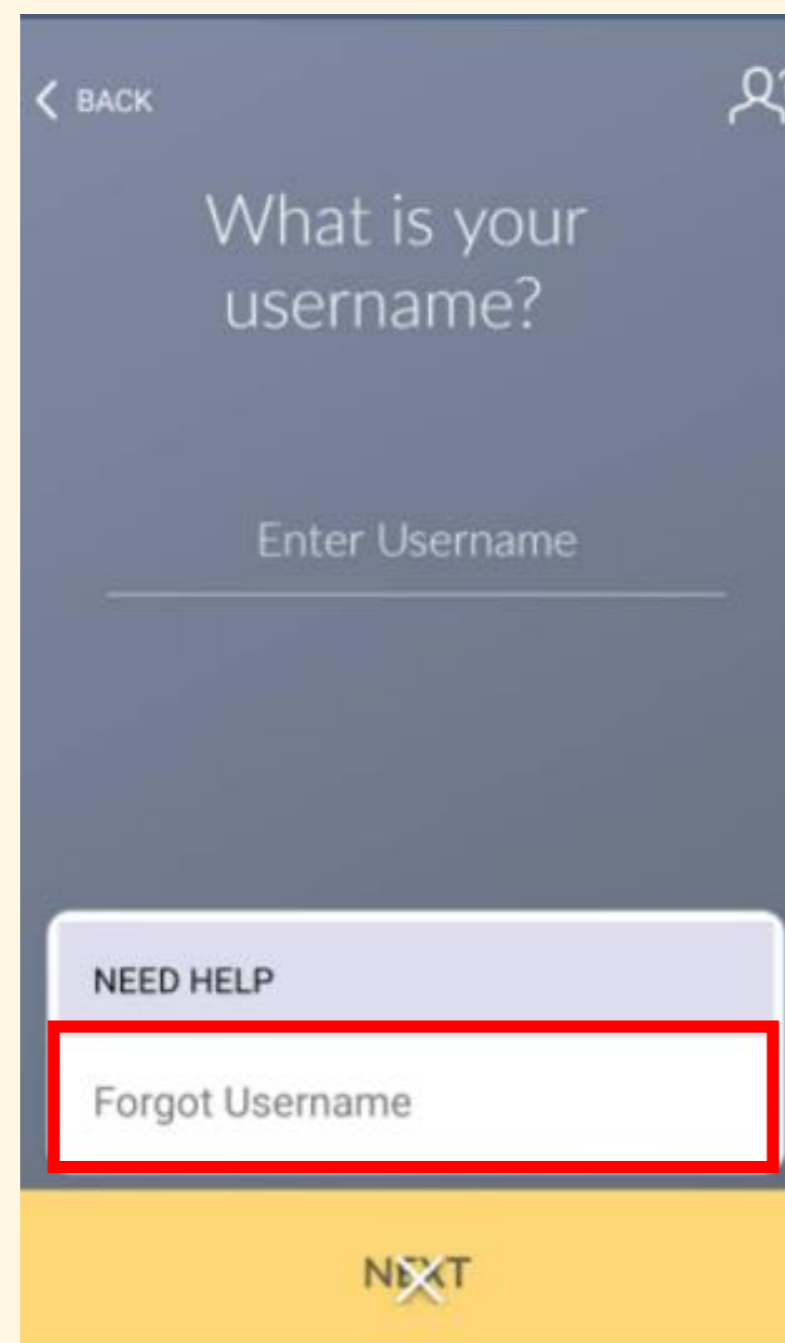 BACK
What is your
username?
Enter Username
NEED HELP
Forgot Username
NEXT